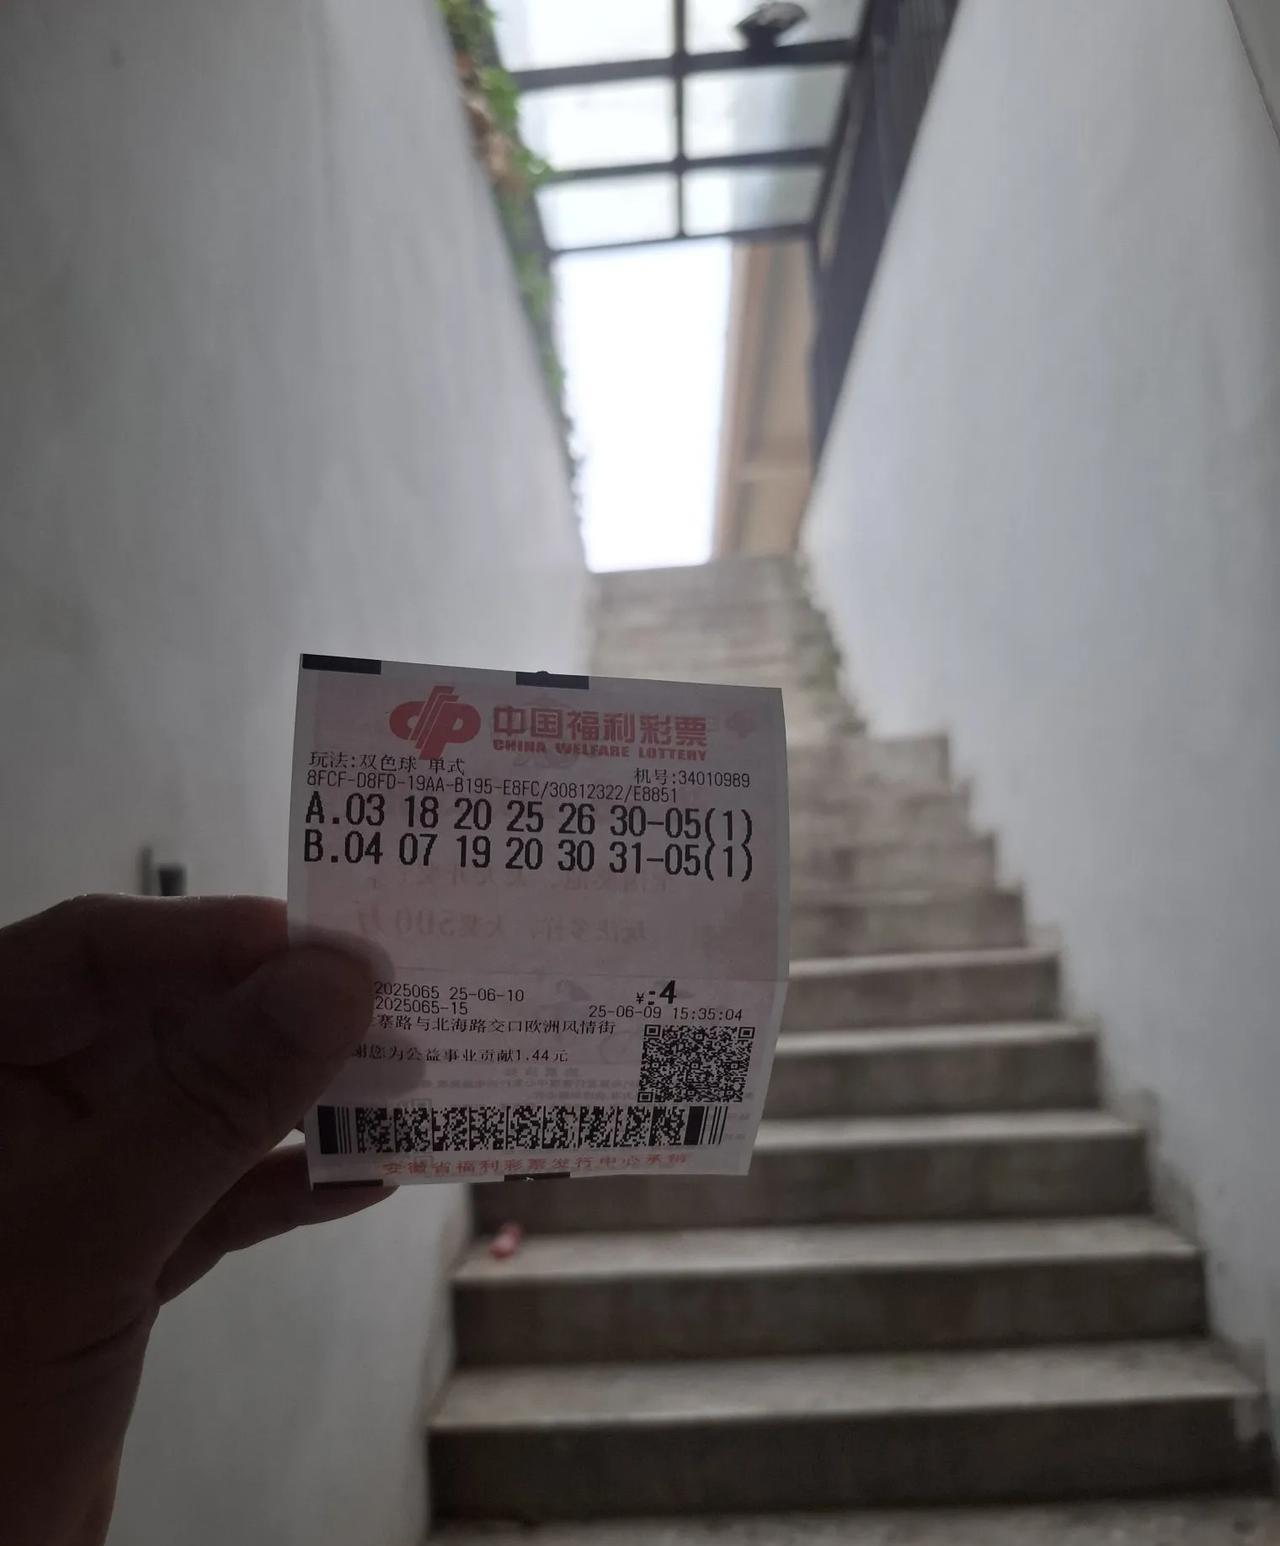 中国福利彩票
CHINA WELFARE LOTTERY
玩法:双色球 单式
机号:34010989
8FCF-D8FD-19AA-B195-E8FC/30812322/E8851
A.03 18 20 25 26 30-05(1)
B.04 07 19 20 30 31-05(1)
2025065 25-06-10 ¥:4
2025065-15 25-06-09 15:35:04
寨路与北海路交口欧洲风情街
谢您为公益事业贡献1.44元
安徽省福利彩票发行中心承销